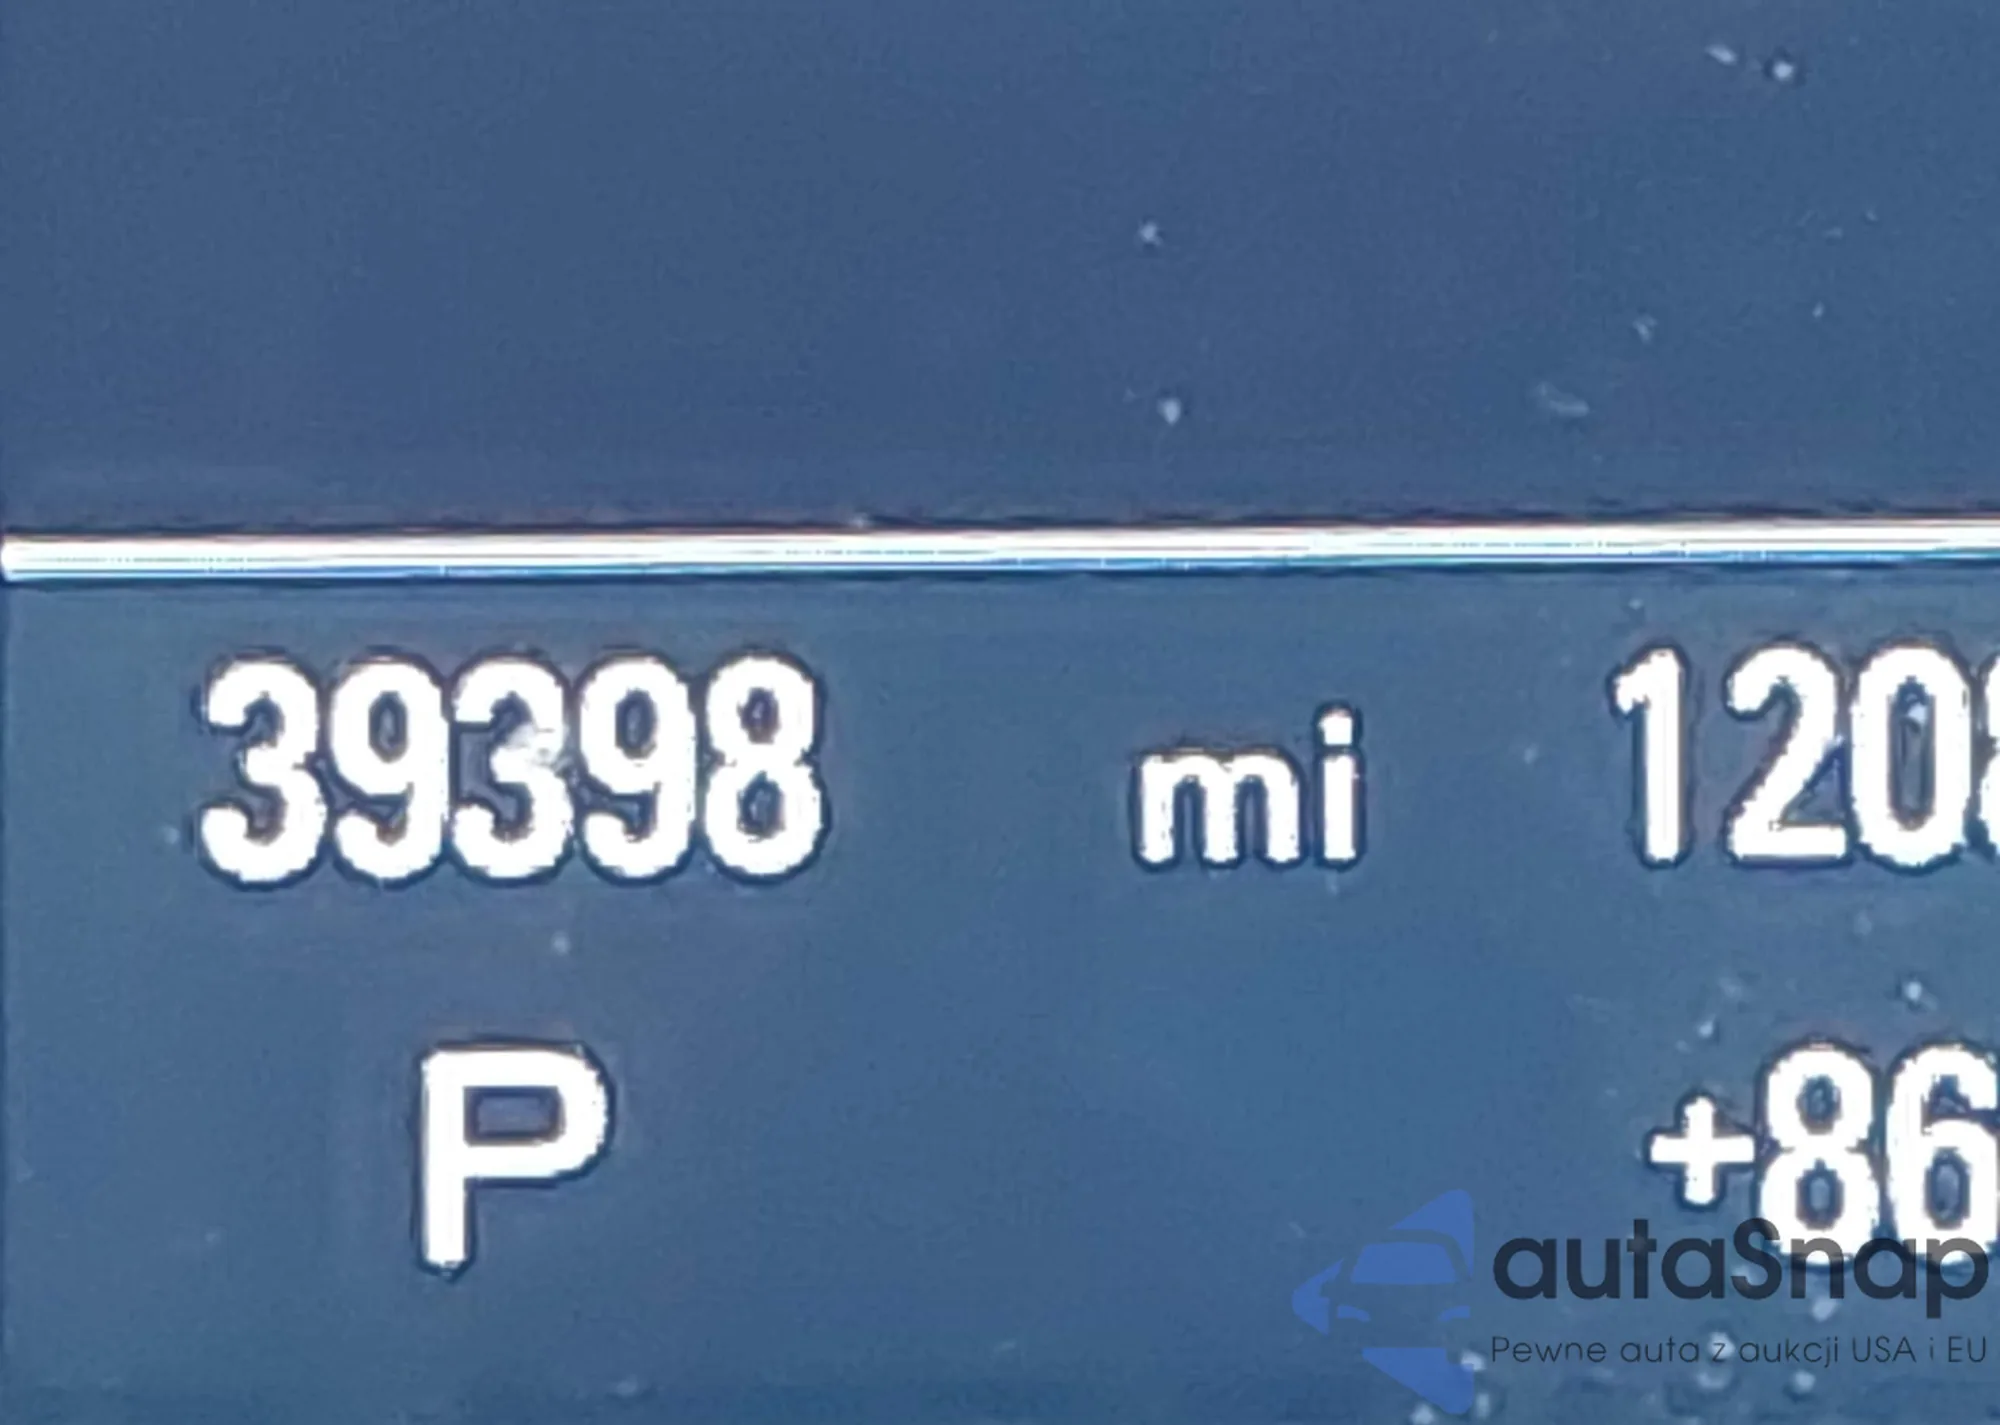 39398 mi 120
P +86
autaSnap
Pewne auta z aukcji USA i EU